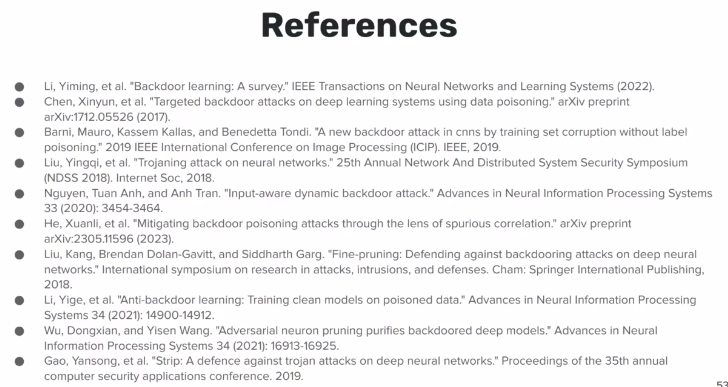 References
● Li, Yiming, et al. "Backdoor learning: A survey." IEEE Transactions on Neural Networks and Learning Systems (2022).
● Chen, Xinyun, et al. "Targeted backdoor attacks on deep learning systems using data poisoning." arXiv preprint
arXiv:1712.05526 (2017).
● Barni, Mauro, Kassem Kallas, and Benedetta Tondi. "A new backdoor attack in cnns by training set corruption without label
poisoning." 2019 IEEE International Conference on Image Processing (ICIP). IEEE, 2019.
● Liu, Yingqi, et al. "Trojaning attack on neural networks." 25th Annual Network And Distributed System Security Symposium
(NDSS 2018). Internet Soc, 2018.
● Nguyen, Tuan Anh, and Anh Tran. "Input-aware dynamic backdoor attack." Advances in Neural Information Processing Systems
33 (2020): 3454-3464.
● He, Xuanli, et al. "Mitigating backdoor poisoning attacks through the lens of spurious correlation." arXiv preprint
arXiv:2305.11596 (2023).
● Liu, Kang, Brendan Dolan-Gavitt, and Siddharth Garg. "Fine-pruning: Defending against backdooring attacks on deep neural
networks." International symposium on research in attacks, intrusions, and defenses. Cham: Springer International Publishing,
2018.
● Li, Yige, et al. "Anti-backdoor learning: Training clean models on poisoned data." Advances in Neural Information Processing
Systems 34 (2021): 14900-14912.
● Wu, Dongxian, and Yisen Wang. "Adversarial neuron pruning purifies backdoored deep models." Advances in Neural
Information Processing Systems 34 (2021): 16913-16925.
● Gao, Yansong, et al. "Strip: A defence against trojan attacks on deep neural networks." Proceedings of the 35th annual
computer security applications conference. 2019.
53